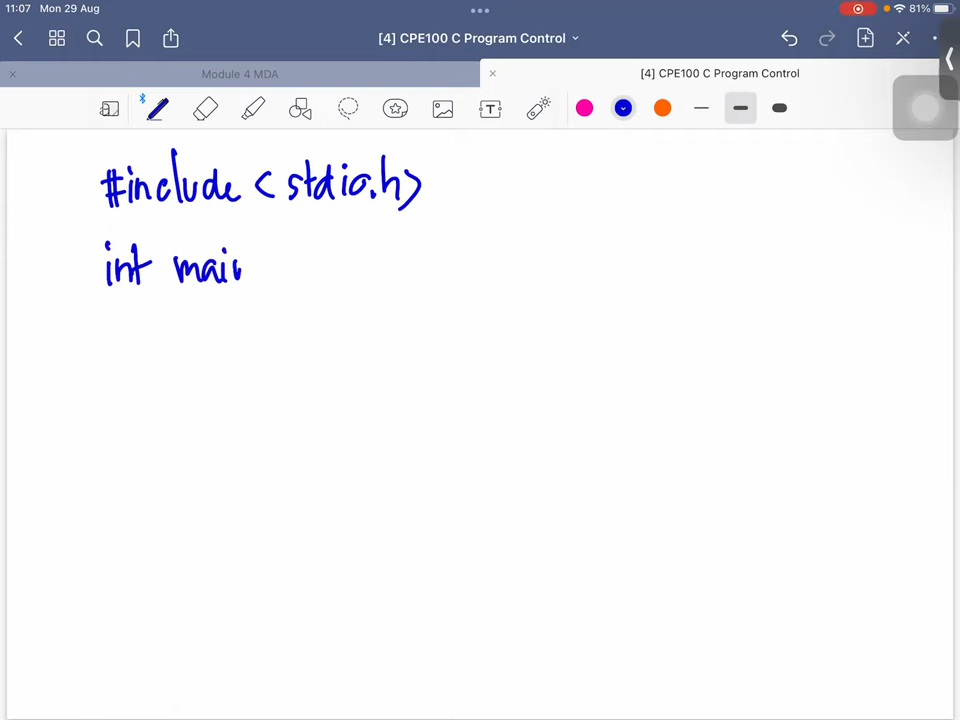 11:07 Mon 29 Aug
81%
[4] CPE100 C Program Control
Module 4 MDA
[4] CPE100 C Program Control
#include <stdio.h>
int mai